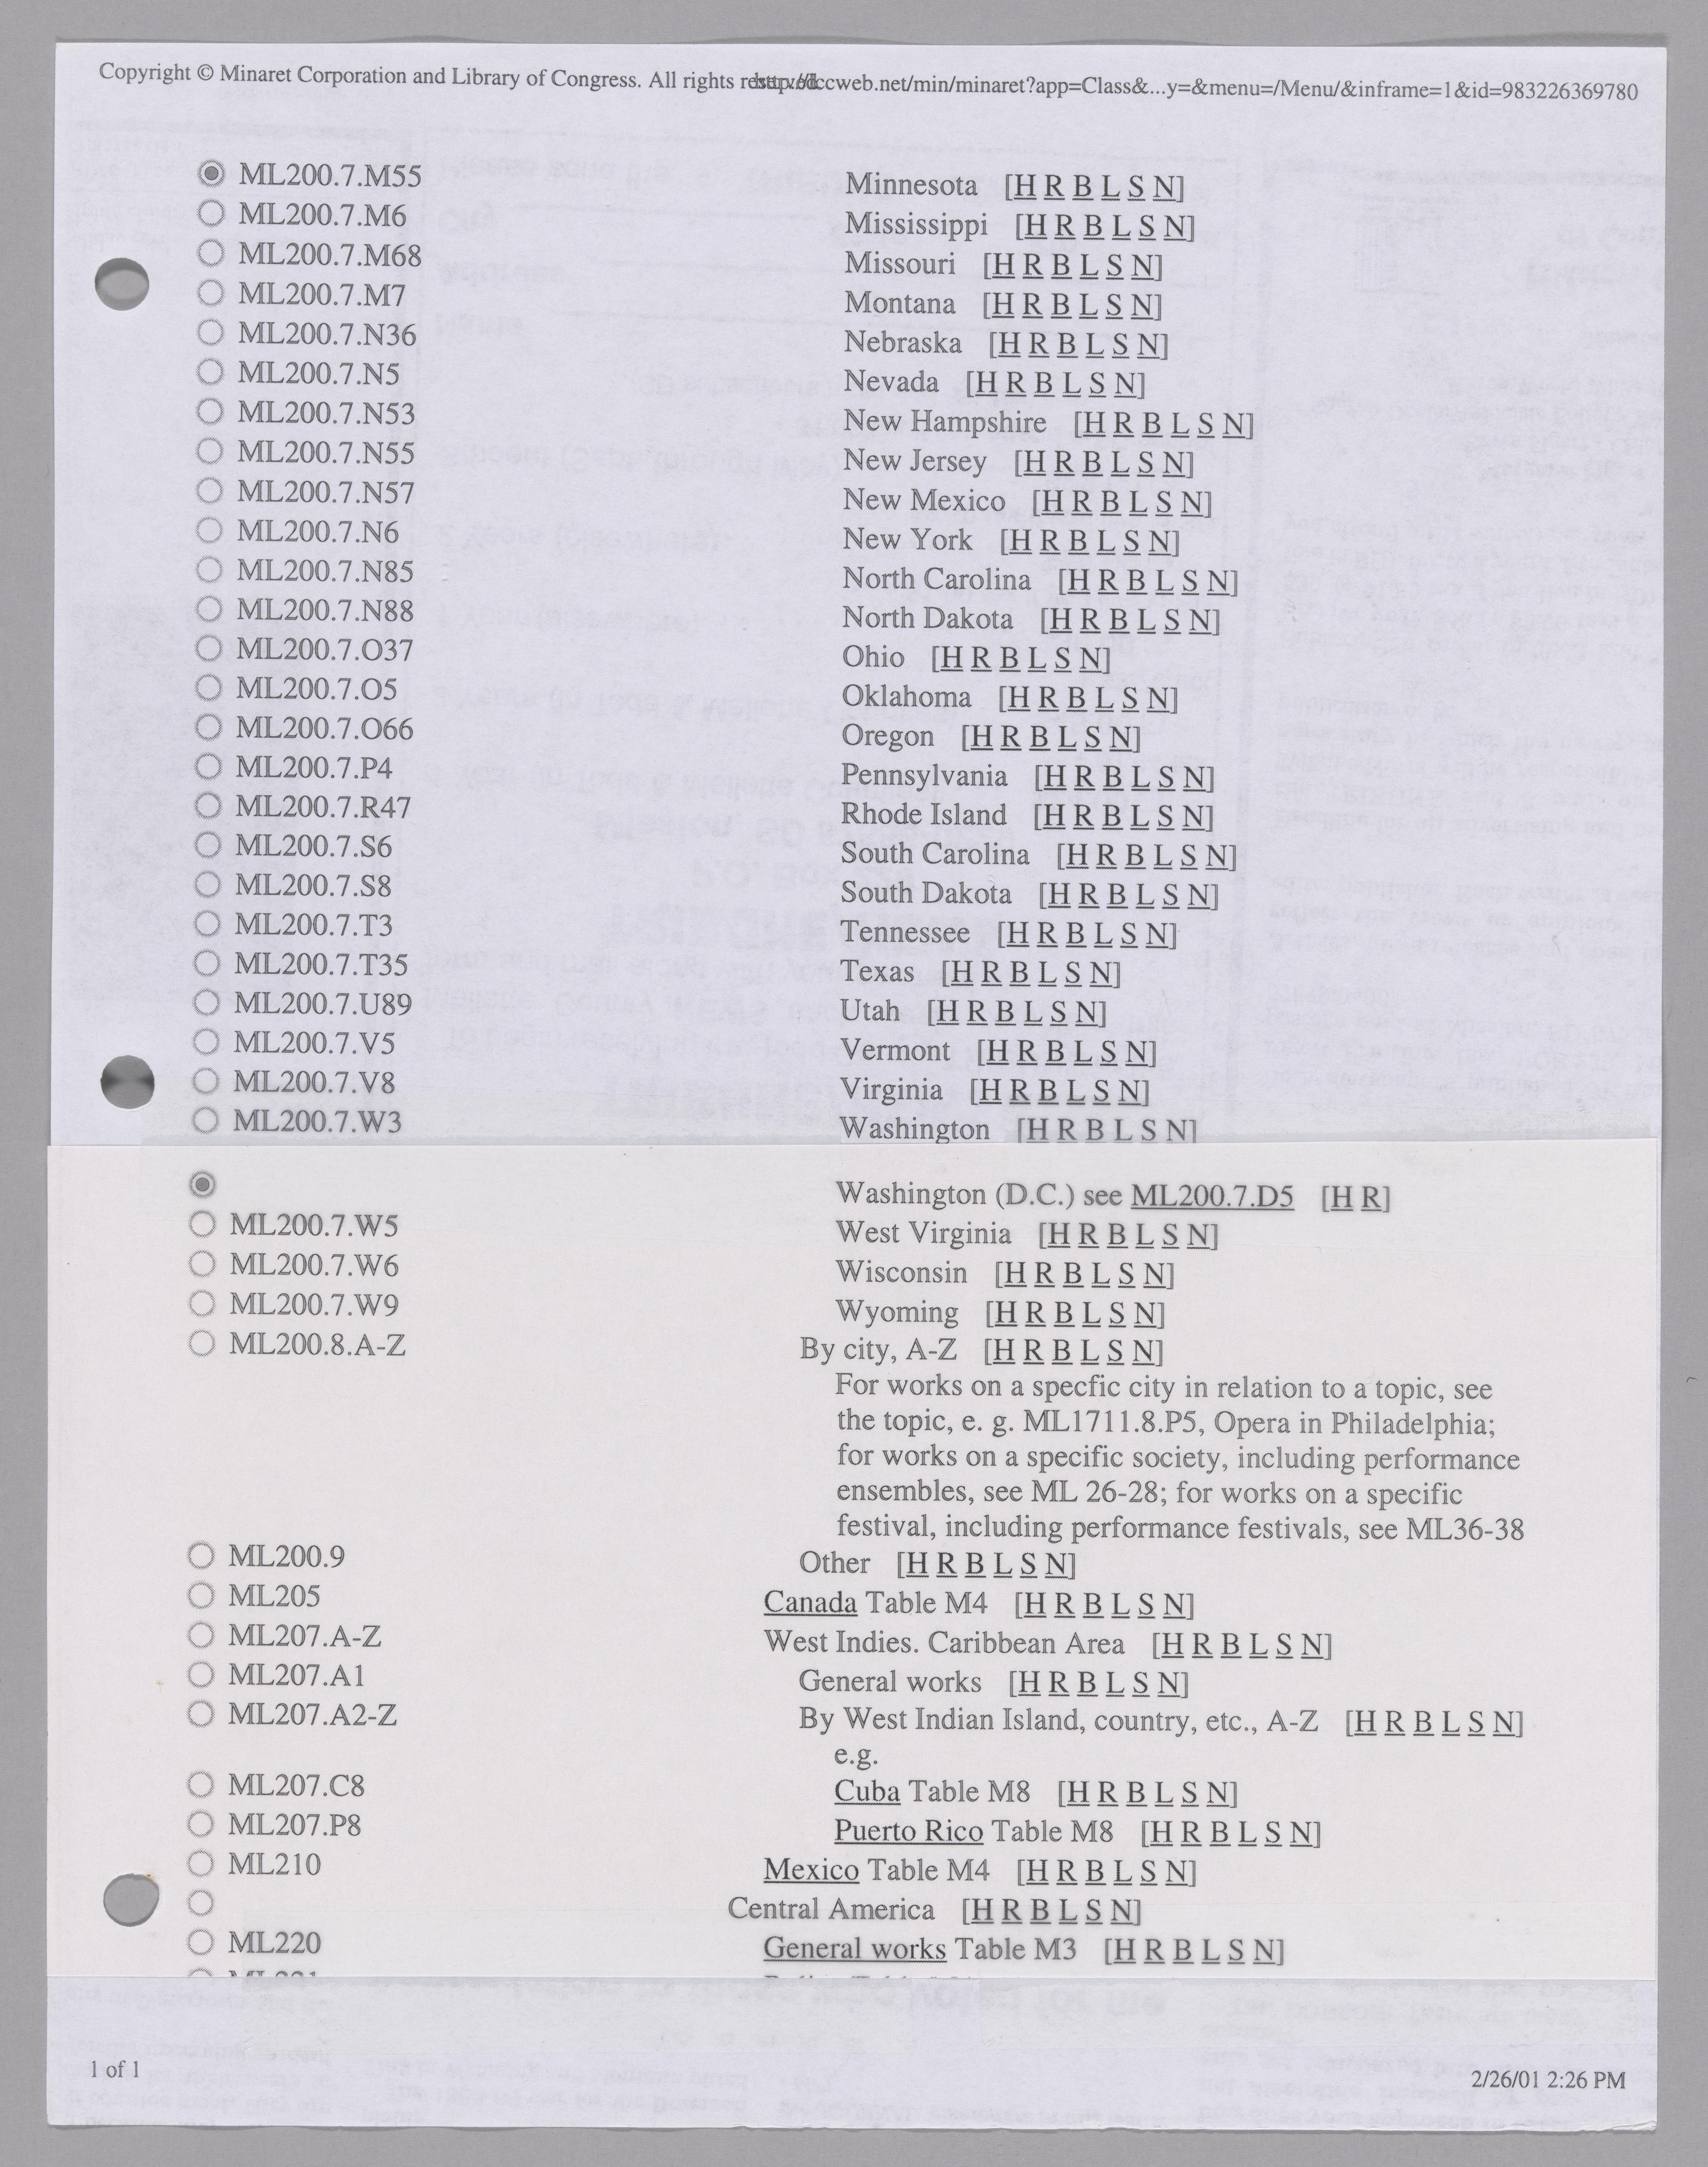 Copyright © Minaret Corporation and Library of Congress. All rights reserved. http://lccweb.net/min/minaret?app=Class&...y=&menu=/Menu/&inframe=1&id=983226369780
ML200.7.M55 Minnesota [H R B L S N]
ML200.7.M6 Mississippi [H R B L S N]
ML200.7.M68 Missouri [H R B L S N]
ML200.7.M7 Montana [H R B L S N]
ML200.7.N36 Nebraska [H R B L S N]
ML200.7.N5 Nevada [H R B L S N]
ML200.7.N53 New Hampshire [H R B L S N]
ML200.7.N55 New Jersey [H R B L S N]
ML200.7.N57 New Mexico [H R B L S N]
ML200.7.N6 New York [H R B L S N]
ML200.7.N85 North Carolina [H R B L S N]
ML200.7.N88 North Dakota [H R B L S N]
ML200.7.O37 Ohio [H R B L S N]
ML200.7.O5 Oklahoma [H R B L S N]
ML200.7.O66 Oregon [H R B L S N]
ML200.7.P4 Pennsylvania [H R B L S N]
ML200.7.R47 Rhode Island [H R B L S N]
ML200.7.S6 South Carolina [H R B L S N]
ML200.7.S8 South Dakota [H R B L S N]
ML200.7.T3 Tennessee [H R B L S N]
ML200.7.T35 Texas [H R B L S N]
ML200.7.U89 Utah [H R B L S N]
ML200.7.V5 Vermont [H R B L S N]
ML200.7.V8 Virginia [H R B L S N]
ML200.7.W3 Washington [H R B L S N]
Washington (D.C.) see ML200.7.D5 [H R]
ML200.7.W5 West Virginia [H R B L S N]
ML200.7.W6 Wisconsin [H R B L S N]
ML200.7.W9 Wyoming [H R B L S N]
ML200.8.A-Z By city, A-Z [H R B L S N]
For works on a specfic city in relation to a topic, see
the topic, e. g. ML1711.8.P5, Opera in Philadelphia;
for works on a specific society, including performance
ensembles, see ML 26-28; for works on a specific
festival, including performance festivals, see ML36-38
ML200.9 Other [H R B L S N]
ML205 Canada Table M4 [H R B L S N]
ML207.A-Z West Indies. Caribbean Area [H R B L S N]
ML207.A1 General works [H R B L S N]
ML207.A2-Z By West Indian Island, country, etc., A-Z [H R B L S N]
e.g.
ML207.C8 Cuba Table M8 [H R B L S N]
ML207.P8 Puerto Rico Table M8 [H R B L S N]
ML210 Mexico Table M4 [H R B L S N]
Central America [H R B L S N]
ML220 General works Table M3 [H R B L S N]
1 of 1
2/26/01 2:26 PM